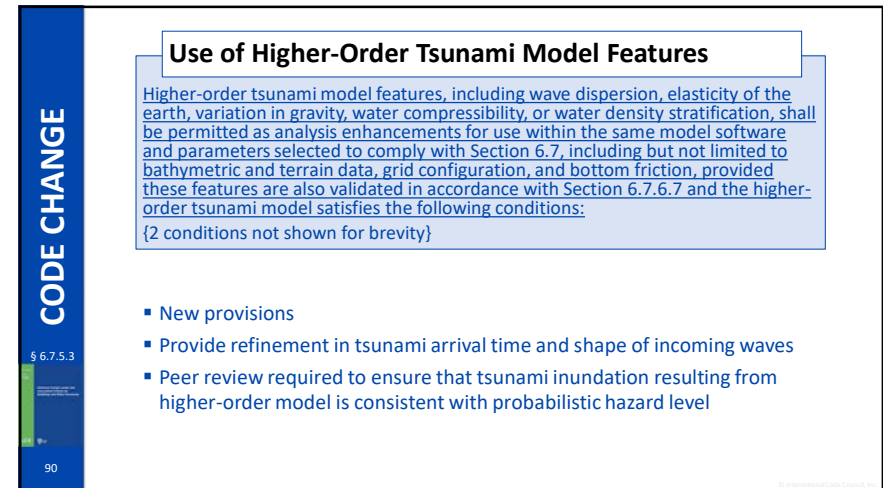 Use of Higher-Order Tsunami Model Features
Higher-order tsunami model features, including wave dispersion, elasticity of the
earth, variation in gravity, water compressibility, or water density stratification, shall
be permitted as analysis enhancements for use within the same model software
and parameters selected to comply with Section 6.7, including but not limited to
bathymetric and terrain data, grid configuration, and bottom friction, provided
these features are also validated in accordance with Section 6.7.6.7 and the higher-
order tsunami model satisfies the following conditions:
{2 conditions not shown for brevity}
CODE CHANGE
§ 6.7.5.3
▪ New provisions
▪ Provide refinement in tsunami arrival time and shape of incoming waves
▪ Peer review required to ensure that tsunami inundation resulting from
higher-order model is consistent with probabilistic hazard level
90
© International Code Council, Inc.